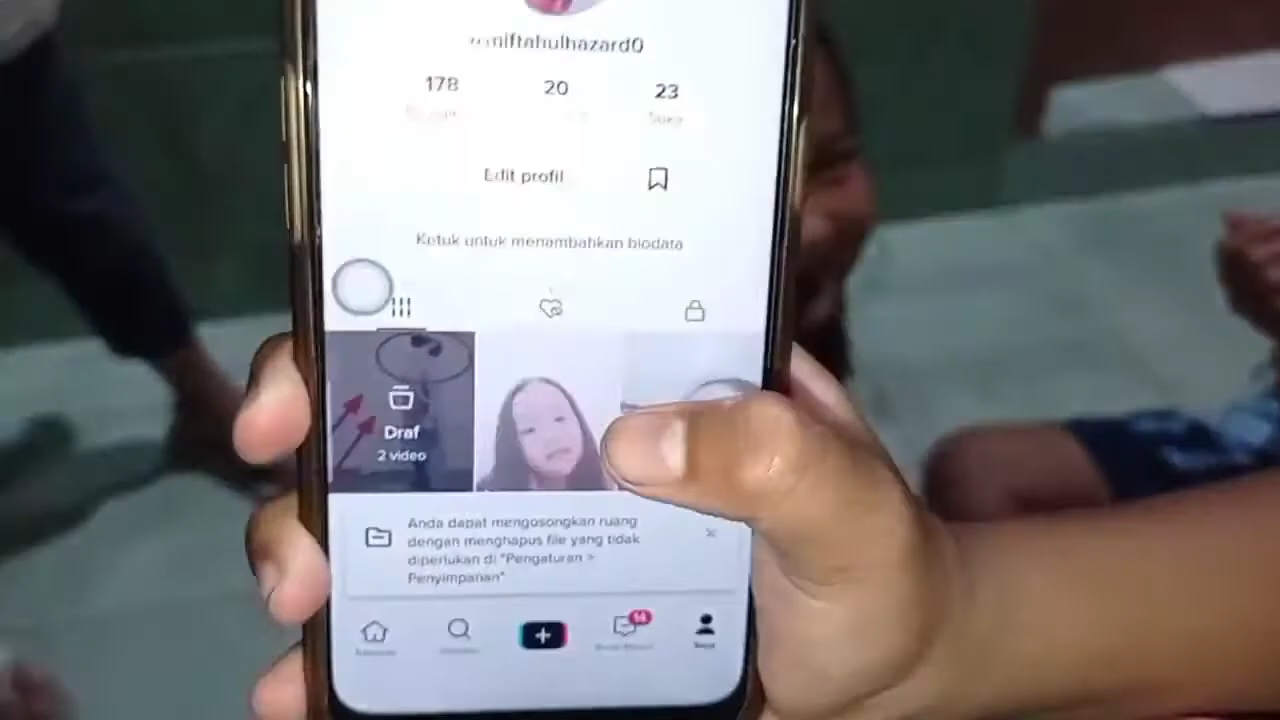 178 20 23
Suka
Edit profil
Ketuk untuk menambahkan biodata
Draf
2 video
Anda dapat mengosongkan ruang
dengan menghapus file yang tidak
diperlukan di "Pengaturan >
Penyimpanan"